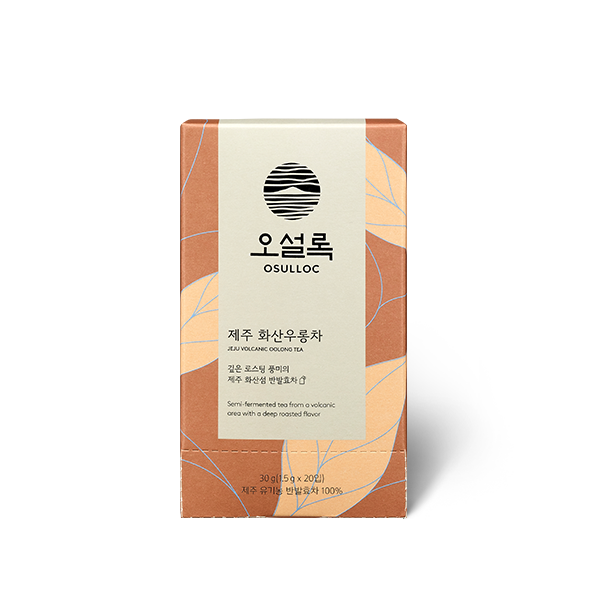 오설록
OSULLOC
제주 화산우롱차
JEJU VOLCANIC OOLONG TEA
깊은 로스팅 풍미의
제주 화산섬 반발효차
Semi-fermented tea from a volcanic
area with a deep roasted flavor
30 g(1.5 g x 20입)
제주 유기농 반발효차 100%